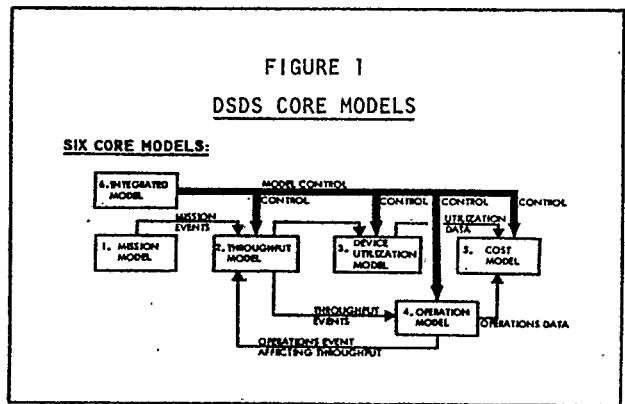 FIGURE 1
DSDS CORE MODELS
SIX CORE MODELS:
6. INTEGRATED
MODEL
MODEL CONTROL
CONTROL
CONTROL
CONTROL
CONTROL
MISSION
EVENTS
UTILIZATION
DATA
1. MISSION
MODEL
2. THROUGHPUT
MODEL
3. DEVICE
UTILIZATION
MODEL
5. COST
MODEL
THROUGHPUT
EVENTS
4. OPERATION
MODEL
OPERATIONS DATA
OPERATIONS EVENT
AFFECTING THROUGHPUT